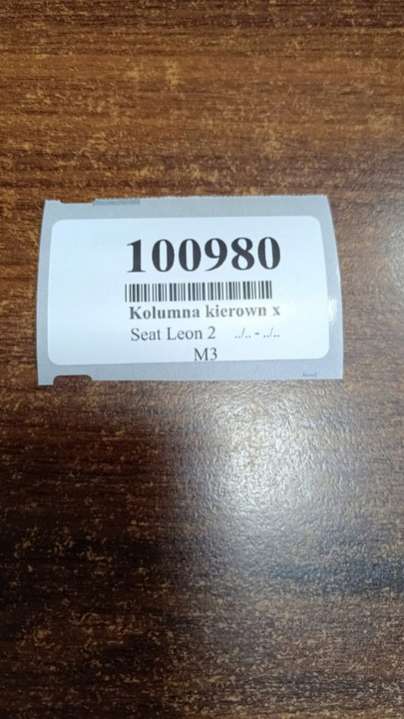 100980
Kolumna kierown x
Seat Leon 2 ../.. - ../..
M3